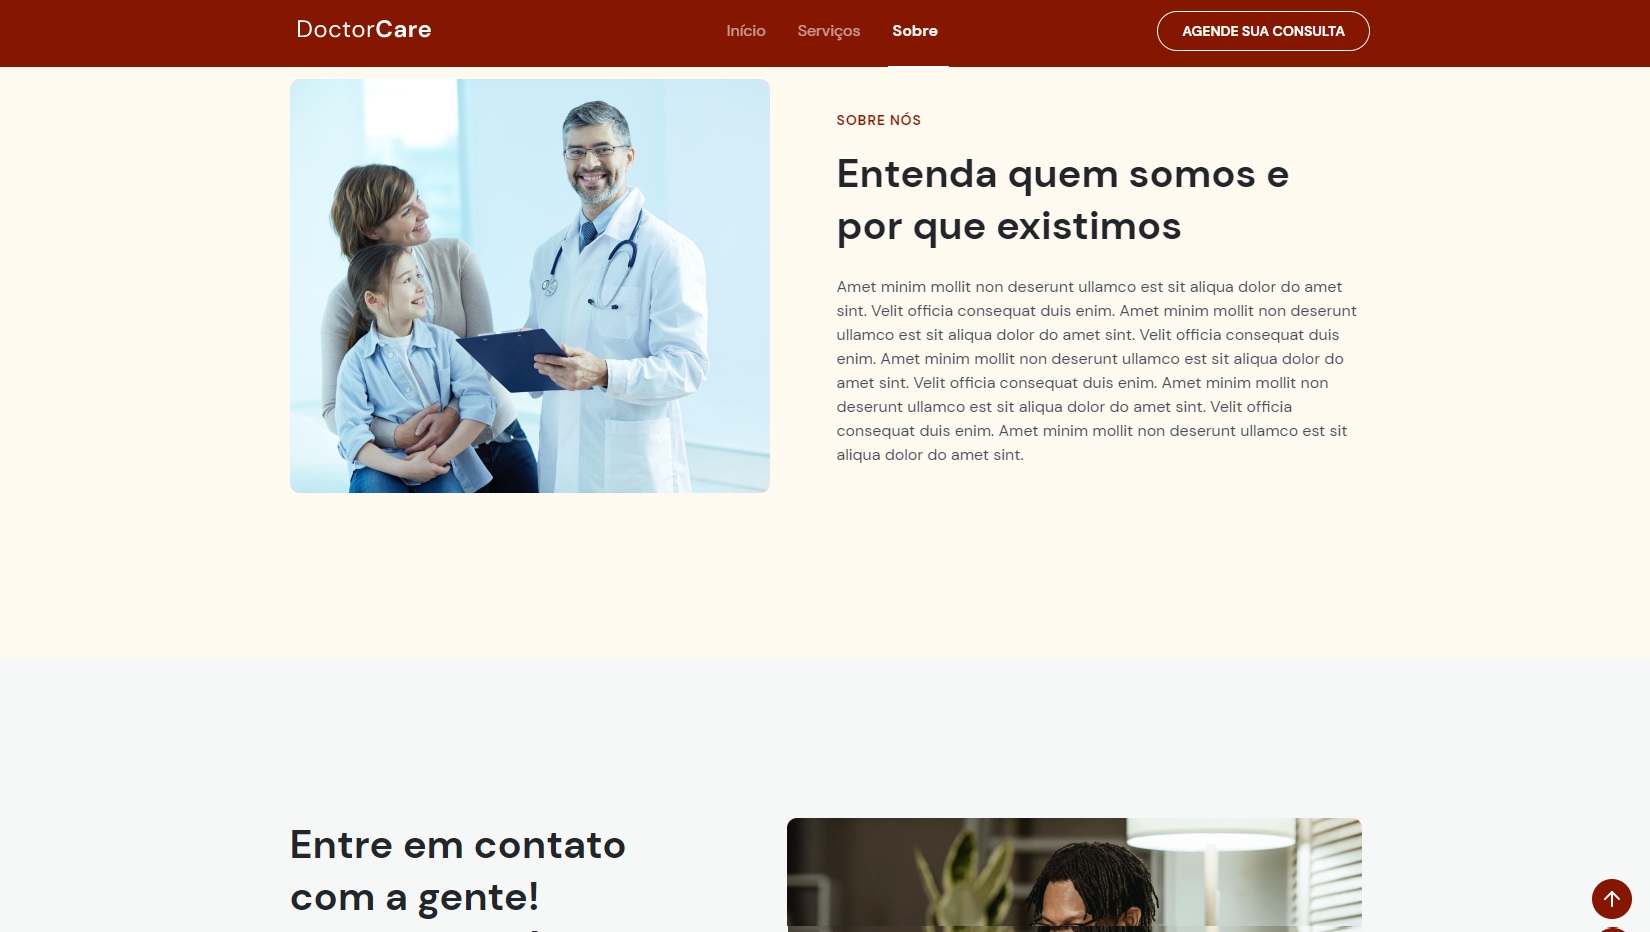 DoctorCare
Início
Serviços
Sobre
AGENDE SUA CONSULTA
SOBRE NÓS
Entenda quem somos e
por que existimos
Amet minim mollit non deserunt ullamco est sit aliqua dolor do amet
sint. Velit officia consequat duis enim. Amet minim mollit non deserunt
ullamco est sit aliqua dolor do amet sint. Velit officia consequat duis
enim. Amet minim mollit non deserunt ullamco est sit aliqua dolor do
amet sint. Velit officia consequat duis enim. Amet minim mollit non
deserunt ullamco est sit aliqua dolor do amet sint. Velit officia
consequat duis enim. Amet minim mollit non deserunt ullamco est sit
aliqua dolor do amet sint.
Entre em contato
com a gente!